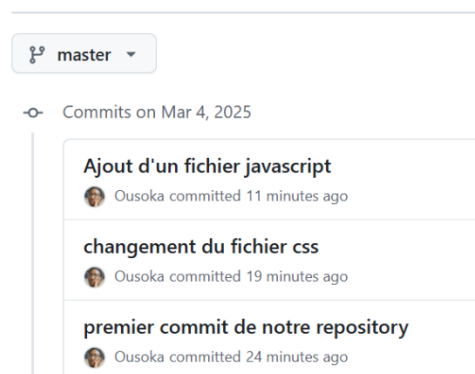 master
Commits on Mar 4, 2025
Ajout d'un fichier javascript
Ousoka committed 11 minutes ago
changement du fichier css
Ousoka committed 19 minutes ago
premier commit de notre repository
Ousoka committed 24 minutes ago